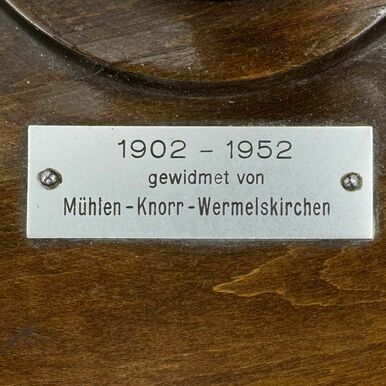 1902 - 1952
gewidmet von
Mühlen-Knorr-Wermelskirchen